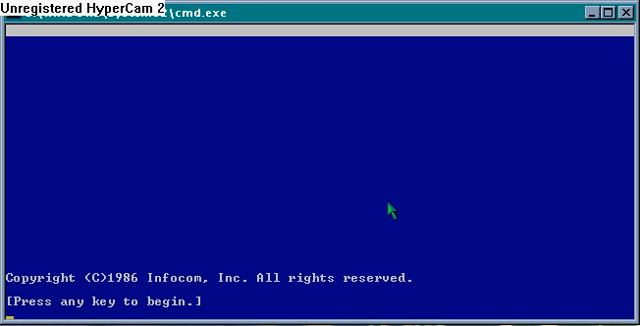 Unregistered HyperCam 2
\cmd.exe
Copyright (C)1986 Infocom, Inc. All rights reserved.
[Press any key to begin.]